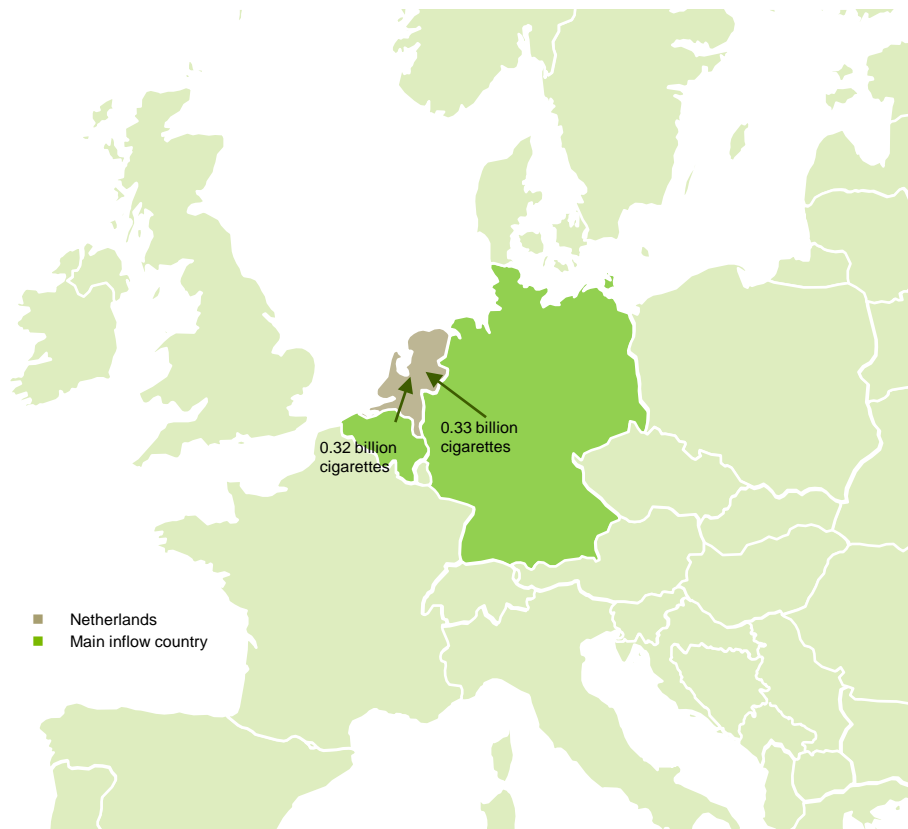 0.32 billion
cigarettes
0.33 billion
cigarettes
Netherlands
Main inflow country